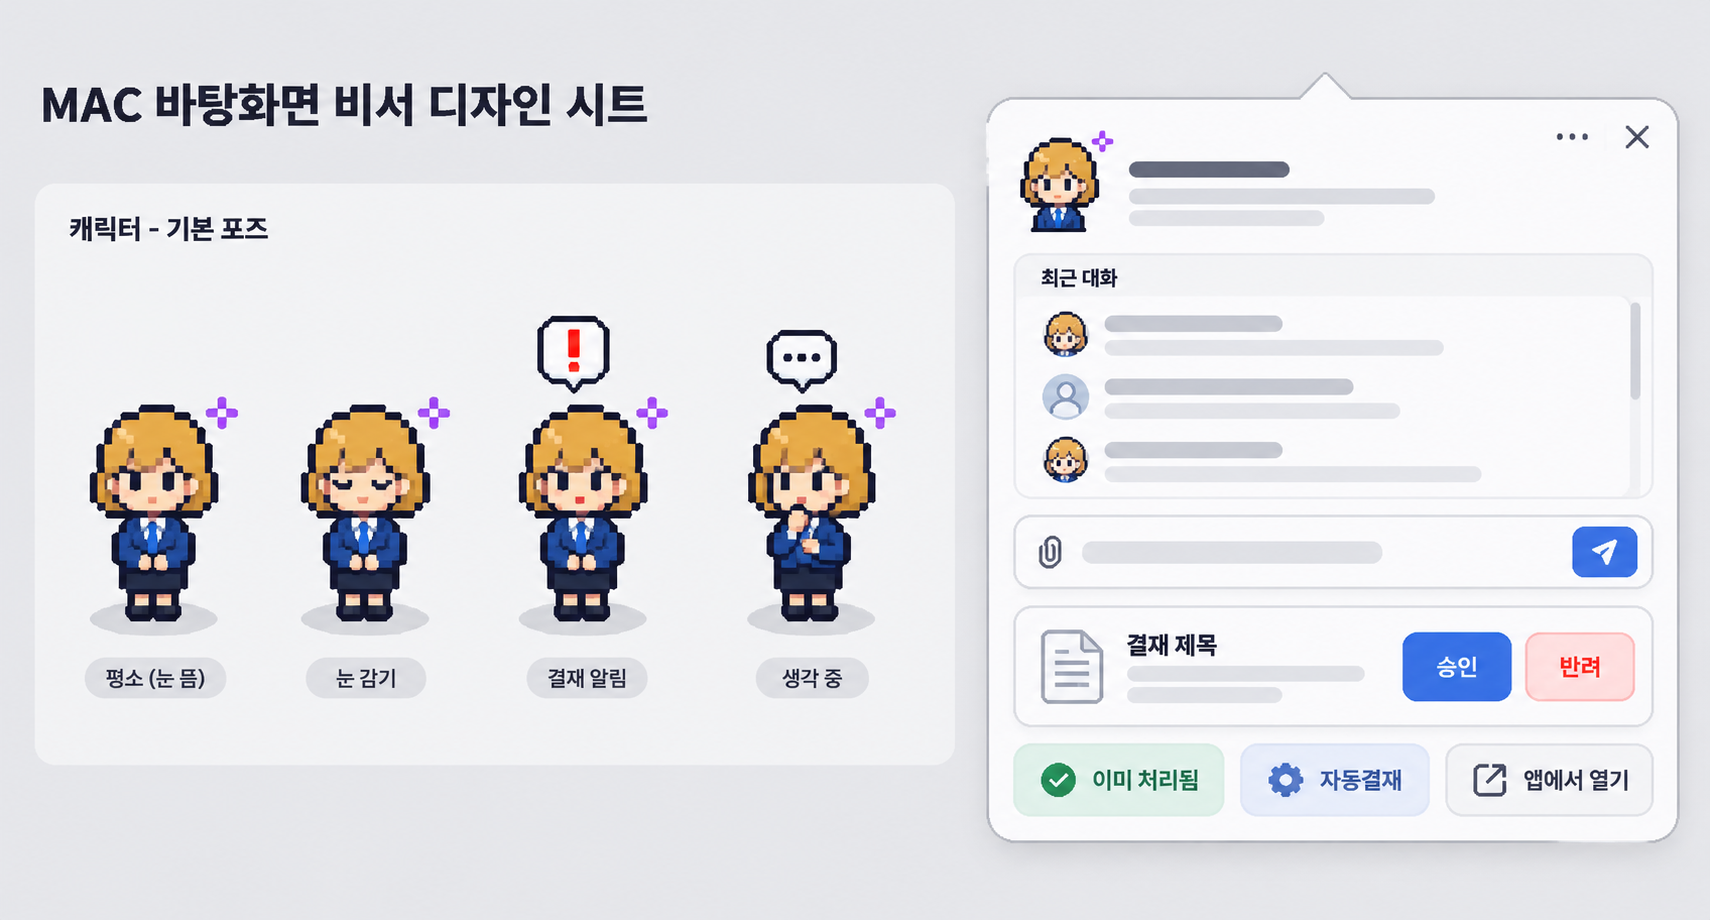 MAC 바탕화면 비서 디자인 시트
캐릭터 - 기본 포즈
!
...
평소 (눈 뜸)
눈 감기
결재 알림
생각 중
최근 대화
결재 제목
승인
반려
이미 처리됨
자동결재
앱에서 열기